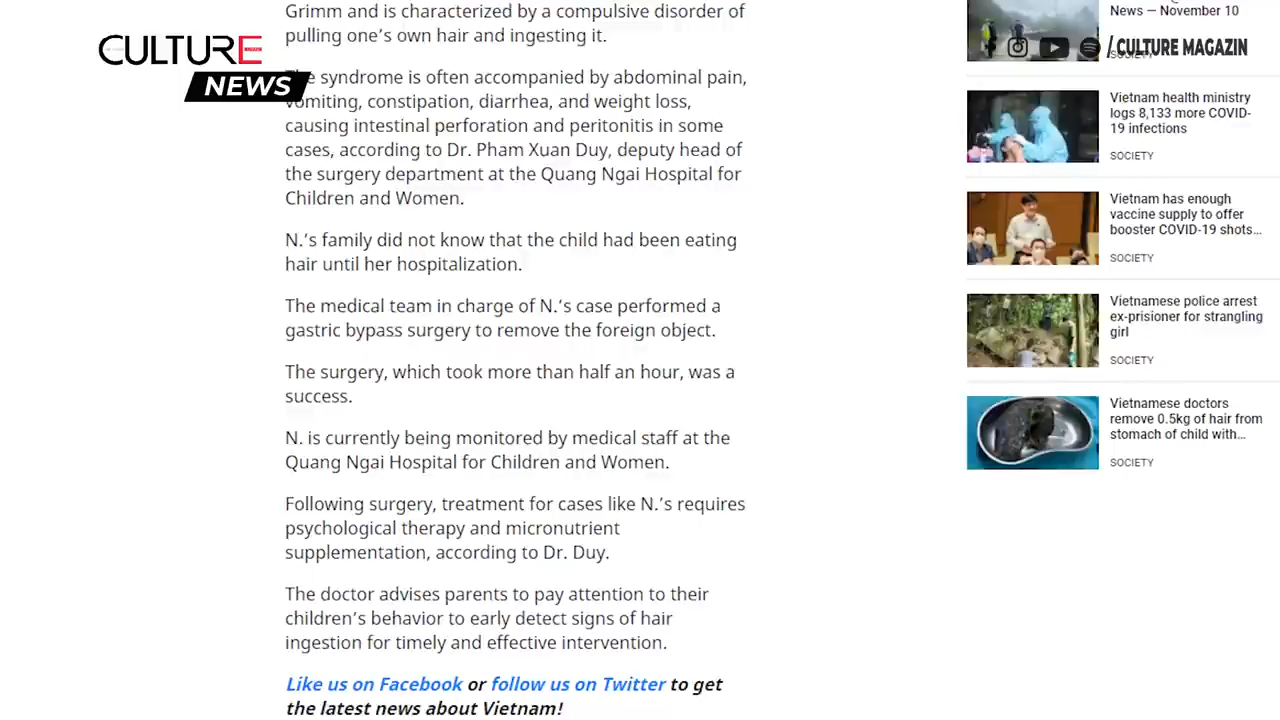 Grimm and is characterized by a compulsive disorder of
pulling one’s own hair and ingesting it.
CULTURE
NEWS
The syndrome is often accompanied by abdominal pain,
vomiting, constipation, diarrhea, and weight loss,
causing intestinal perforation and peritonitis in some
cases, according to Dr. Pham Xuan Duy, deputy head of
the surgery department at the Quang Ngai Hospital for
Children and Women.
N.’s family did not know that the child had been eating
hair until her hospitalization.
The medical team in charge of N.’s case performed a
gastric bypass surgery to remove the foreign object.
The surgery, which took more than half an hour, was a
success.
N. is currently being monitored by medical staff at the
Quang Ngai Hospital for Children and Women.
Following surgery, treatment for cases like N.’s requires
psychological therapy and micronutrient
supplementation, according to Dr. Duy.
The doctor advises parents to pay attention to their
children’s behavior to early detect signs of hair
ingestion for timely and effective intervention.
Like us on Facebook or follow us on Twitter to get
the latest news about Vietnam!
News — November 10
/ CULTURE MAGAZIN
SOCIETY
Vietnam health ministry
logs 8,133 more COVID-
19 infections
SOCIETY
Vietnam has enough
vaccine supply to offer
booster COVID-19 shots...
SOCIETY
Vietnamese police arrest
ex-prisioner for strangling
girl
SOCIETY
Vietnamese doctors
remove 0.5kg of hair from
stomach of child with...
SOCIETY